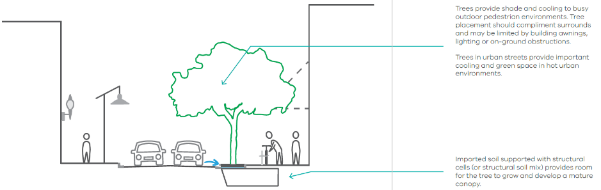 Trees provide shade and cooling to busy
outdoor pedestrian environments. Tree
placement should compliment surrounds
and may be limited by building awnings,
lighting or on-ground obstructions.
Trees in urban streets provide important
cooling and green space in hot urban
environments.
Imported soil supported with structural
cells (or structural soil mix) provides room
for the tree to grow and develop a mature
canopy.